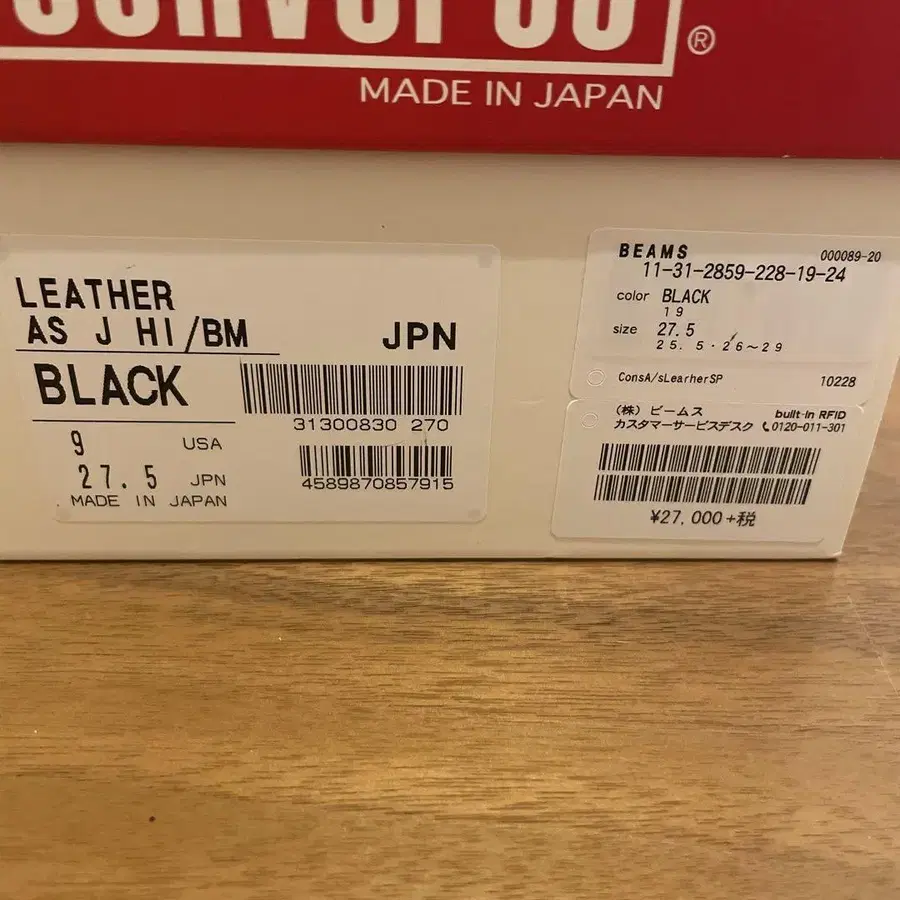 CONVERSE®
MADE IN JAPAN
LEATHER
AS J HI/BM
JPN
BLACK
31300830 270
9 USA
27.5 JPN
4589870857915
MADE IN JAPAN
BEAMS 000089-20
11-31-2859-228-19-24
color BLACK
19
size 27.5
25.5・26～29
ConsA/sLearherSP 10228
(株) ビームス built-in RFID
カスタマーサービスデスク 0120-011-301
¥27,000+税